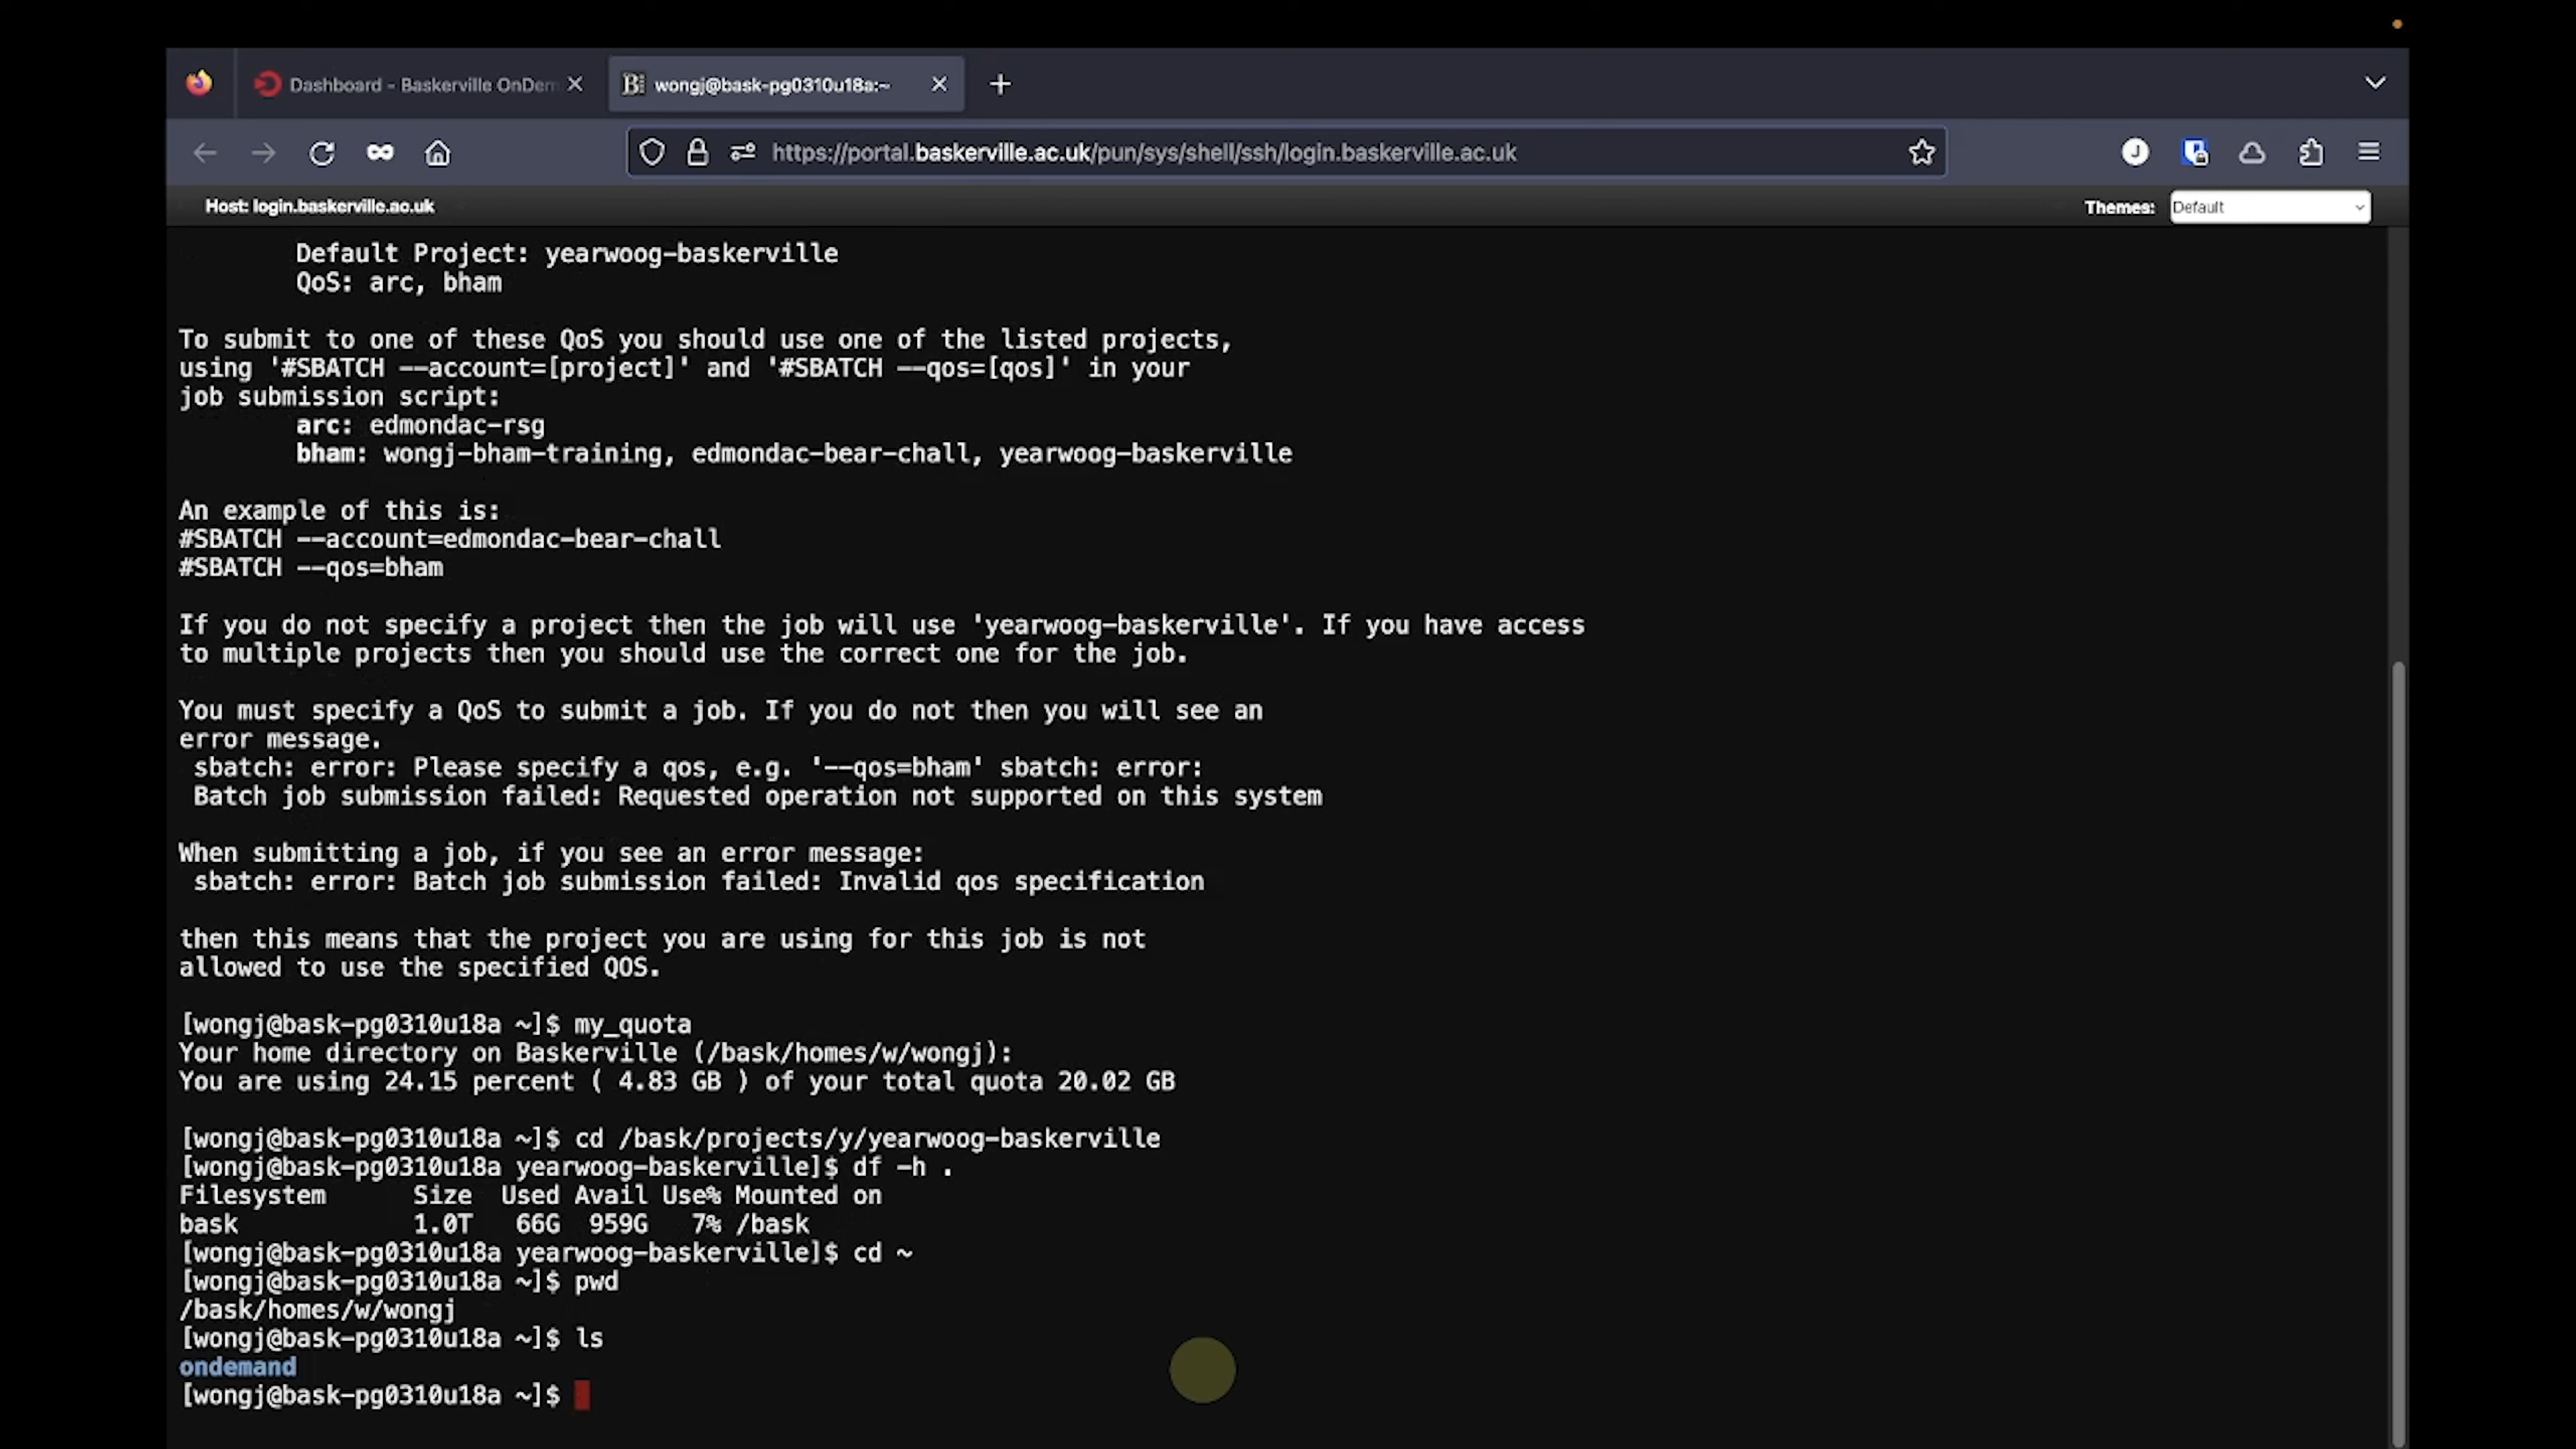 Dashboard - Baskerville OnDem
wongj@bask-pg0310u18a:~
https://portal.baskerville.ac.uk/pun/sys/shell/ssh/login.baskerville.ac.uk
J
Host: login.baskerville.ac.uk
Themes: Default
Default Project: yearwoog-baskerville
QoS: arc, bham
To submit to one of these QoS you should use one of the listed projects,
using '#SBATCH --account=[project]' and '#SBATCH --qos=[qos]' in your
job submission script:
arc: edmondac-rsg
bham: wongj-bham-training, edmondac-bear-chall, yearwoog-baskerville
An example of this is:
#SBATCH --account=edmondac-bear-chall
#SBATCH --qos=bham
If you do not specify a project then the job will use 'yearwoog-baskerville'. If you have access
to multiple projects then you should use the correct one for the job.
You must specify a QoS to submit a job. If you do not then you will see an
error message.
sbatch: error: Please specify a qos, e.g. '--qos=bham' sbatch: error:
Batch job submission failed: Requested operation not supported on this system
When submitting a job, if you see an error message:
sbatch: error: Batch job submission failed: Invalid qos specification
then this means that the project you are using for this job is not
allowed to use the specified QOS.
[wongj@bask-pg0310u18a ~]$ my_quota
Your home directory on Baskerville (/bask/homes/w/wongj):
You are using 24.15 percent ( 4.83 GB ) of your total quota 20.02 GB
[wongj@bask-pg0310u18a ~]$ cd /bask/projects/y/yearwoog-baskerville
[wongj@bask-pg0310u18a yearwoog-baskerville]$ df -h .
Filesystem Size Used Avail Use% Mounted on
bask 1.0T 66G 959G 7% /bask
[wongj@bask-pg0310u18a yearwoog-baskerville]$ cd ~
[wongj@bask-pg0310u18a ~]$ pwd
/bask/homes/w/wongj
[wongj@bask-pg0310u18a ~]$ ls
ondemand
[wongj@bask-pg0310u18a ~]$